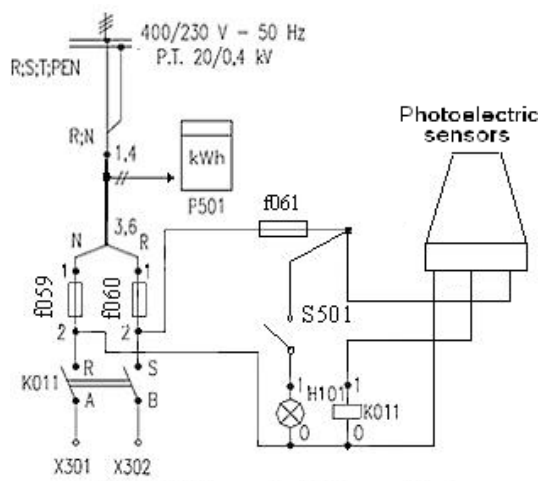 400/230 V – 50 Hz
P.T. 20/0.4 kV
R;S;T;PEN
R;N
1,4
kWh
P501
Photoelectric
sensors
f061
3,6
N R
1 1
f059 f060
2 2
S501
R S
K011
A B
1 H101 1
K011
0 0
X301 X302